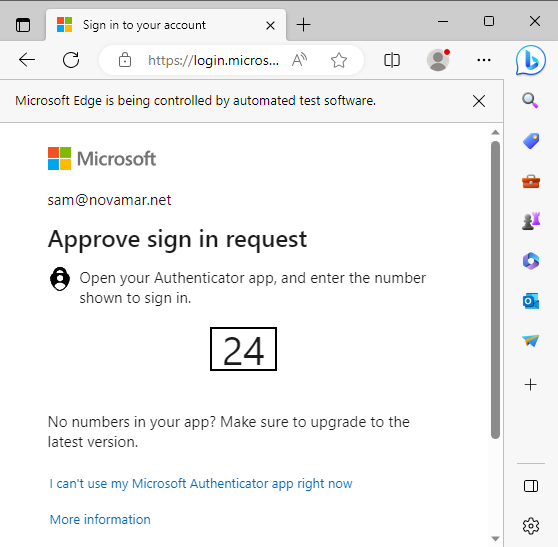 Sign in to your account
https://login.micros...
Microsoft Edge is being controlled by automated test software.
Microsoft
sam@novamar.net
Approve sign in request
Open your Authenticator app, and enter the number
shown to sign in.
24
No numbers in your app? Make sure to upgrade to the
latest version.
I can't use my Microsoft Authenticator app right now
More information